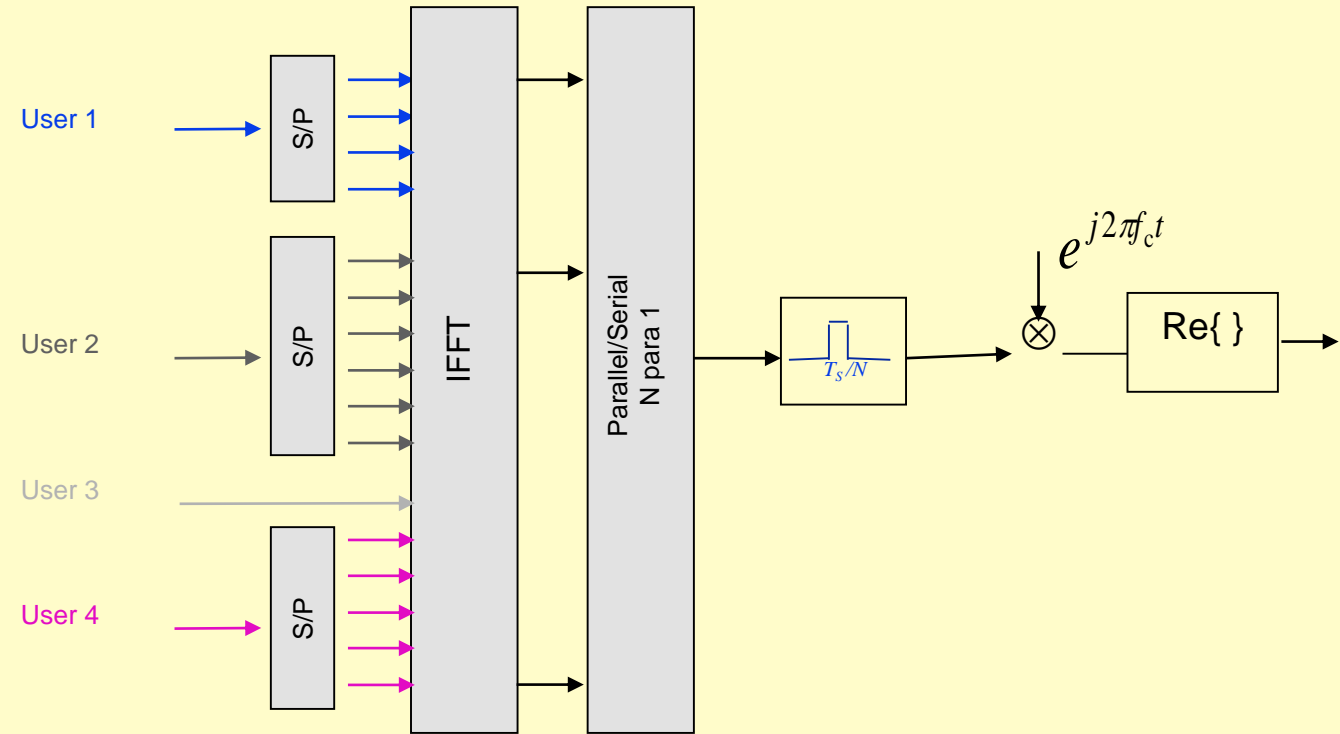 User 1
S/P
User 2
S/P
User 3
User 4
S/P
IFFT
Parallel/Serial
N para 1
T_S/N
e^{j2πf_c t}
Re{ }